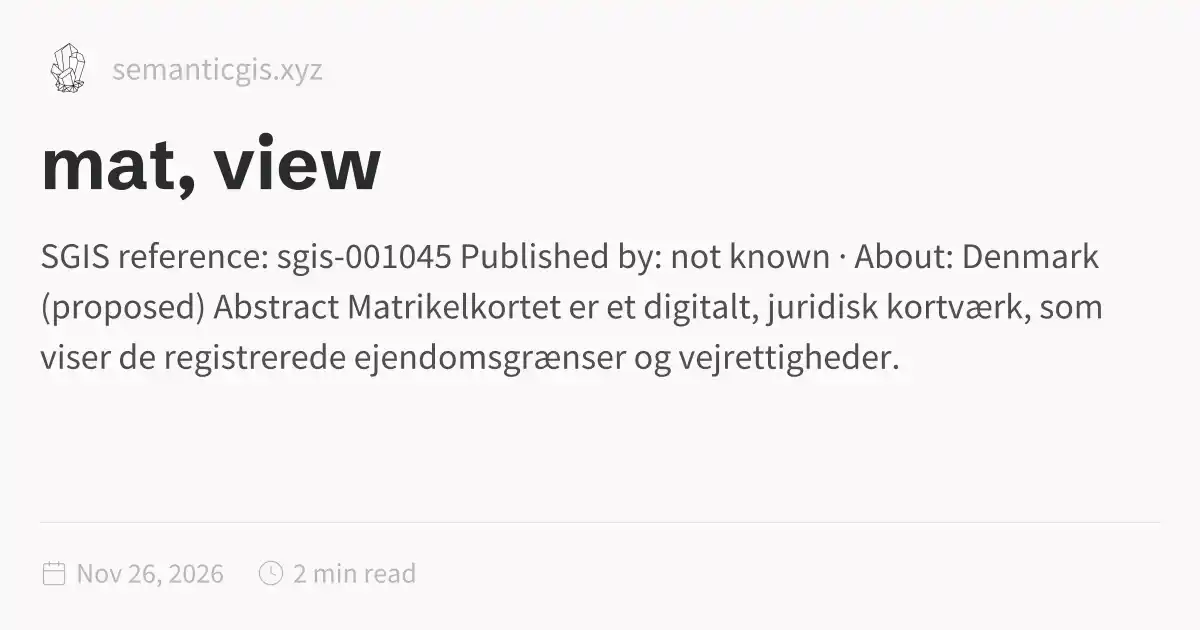 semanticgis.xyz
mat, view
SGIS reference: sgis-001045 Published by: not known · About: Denmark
(proposed) Abstract Matrikelkortet er et digitalt, juridisk kortværk, som
viser de registrerede ejendomsgrænser og vejrettigheder.
Nov 26, 2026 2 min read